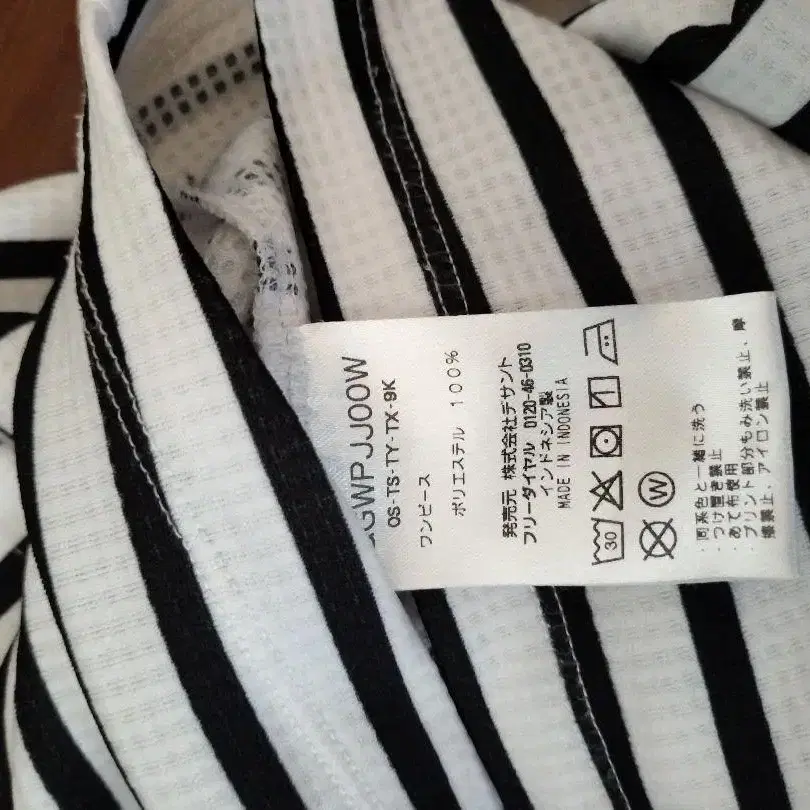 GWPJJ00W
OS-TS-TY-TX-9K
ワンピース
ポリエステル 100%
発売元 株式会社デサント
フリーダイヤル 0120-46-0310
インドネシア製
MADE IN INDONESIA
30
W
・同系色と一緒に洗う
・つけ置き禁止
・あて布使用
・プリント部分もみ洗い禁止、摩
擦禁止、アイロン禁止